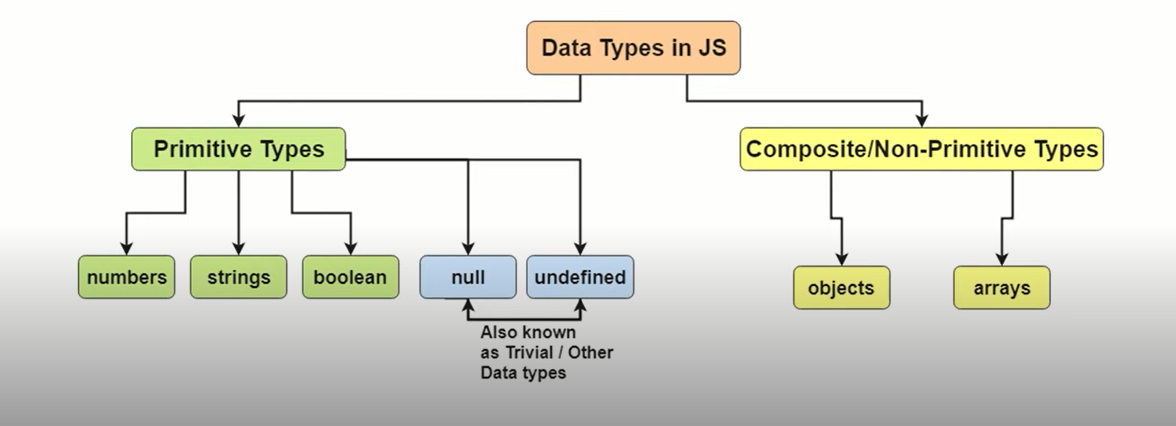 Data Types in JS
Primitive Types
Composite/Non-Primitive Types
numbers
strings
boolean
null
undefined
objects
arrays
Also known
as Trivial / Other
Data types